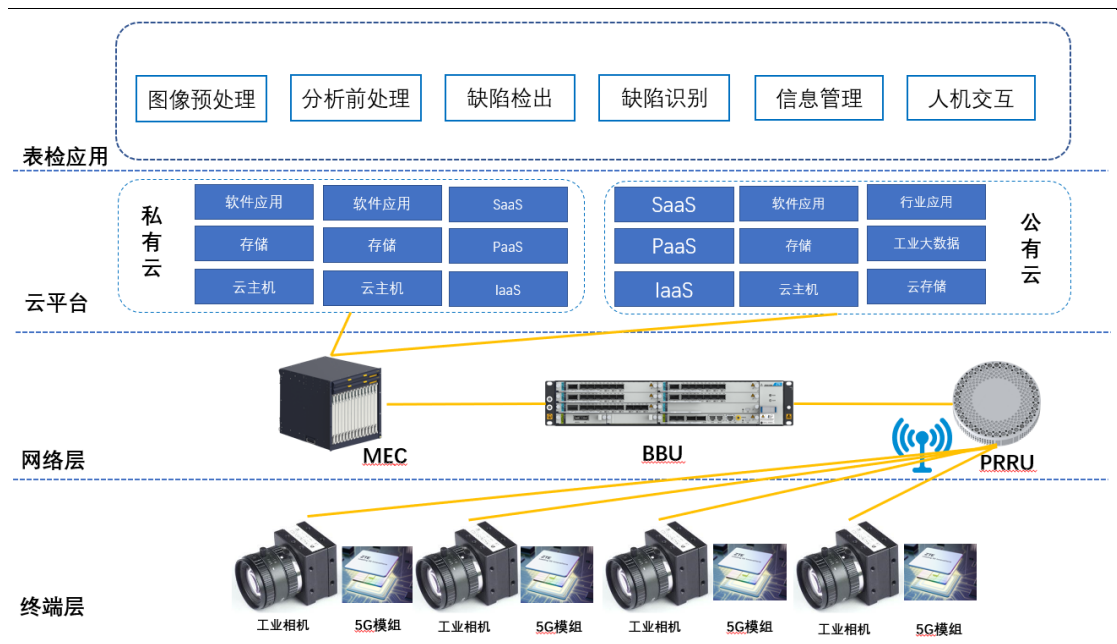 图像预处理 分析前处理 缺陷检出 缺陷识别 信息管理 人机交互
表检应用
私有云
软件应用 软件应用 SaaS
存储 存储 PaaS
云主机 云主机 IaaS
SaaS 软件应用 行业应用
PaaS 存储 工业大数据
IaaS 云主机 云存储
公有云
云平台
MEC BBU PRRU
网络层
工业相机 5G模组 工业相机 5G模组 工业相机 5G模组 工业相机 5G模组
终端层